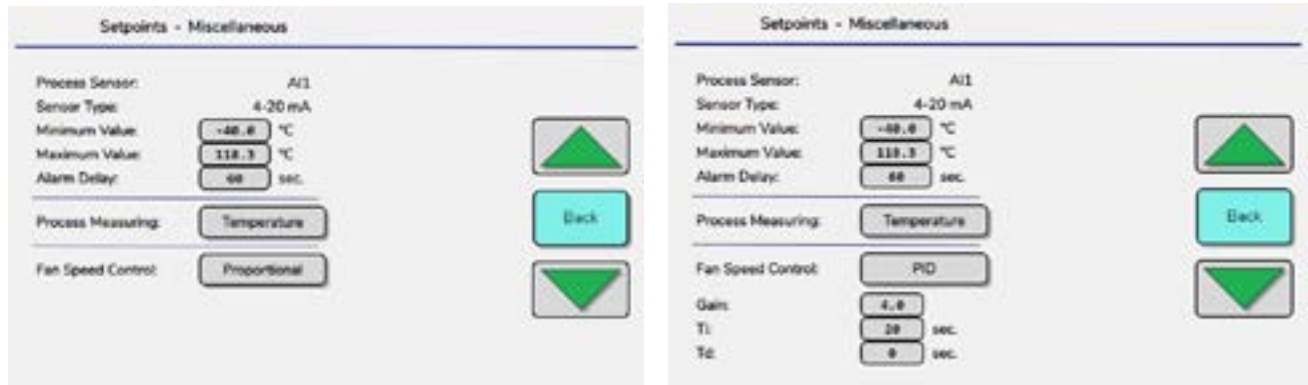 Setpoints - Miscellaneous
Process Sensor: AI1
Sensor Type: 4-20 mA
Minimum Value: -40.0 °C
Maximum Value: 118.3 °C
Alarm Delay: 60 sec.
Process Measuring: Temperature
Back
Fan Speed Control: Proportional
Setpoints - Miscellaneous
Process Sensor: AI1
Sensor Type: 4-20 mA
Minimum Value: -40.0 °C
Maximum Value: 118.3 °C
Alarm Delay: 60 sec.
Process Measuring: Temperature
Back
Fan Speed Control: PID
Gain: 4.0
Ti: 20 sec.
Td: 0 sec.